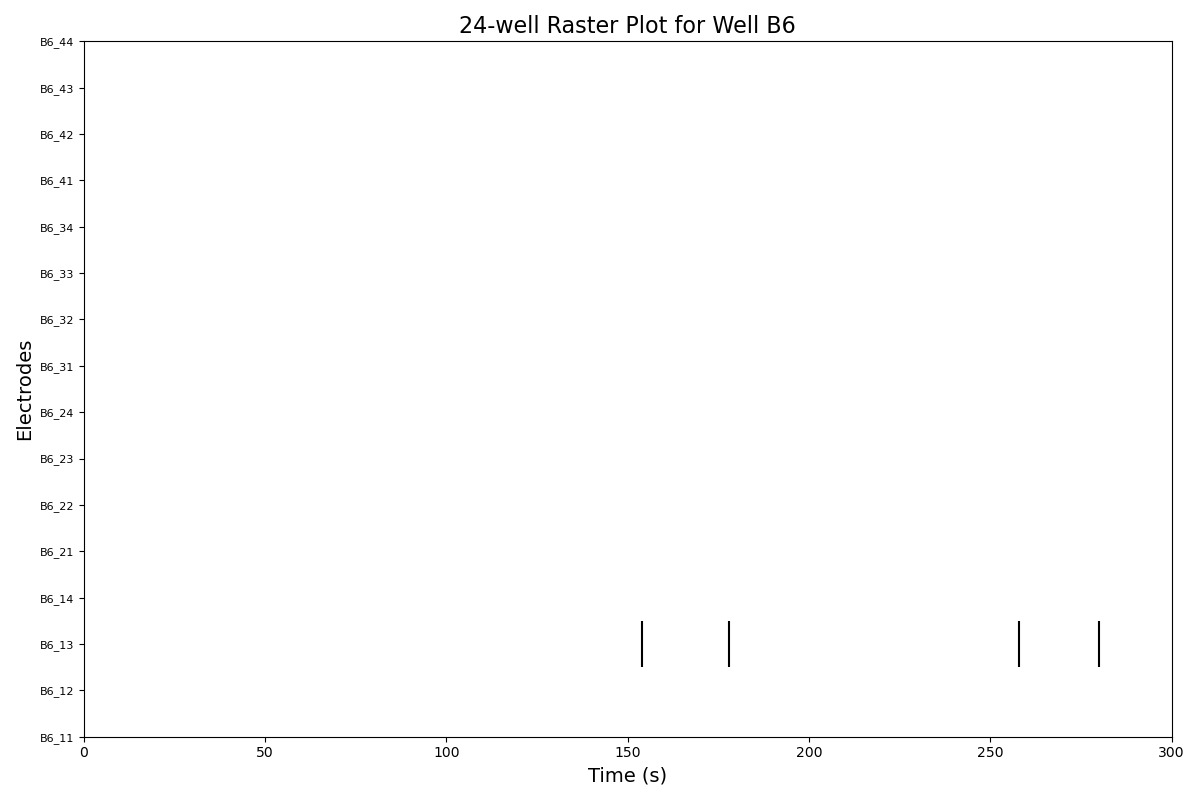 24-well Raster Plot for Well B6
B6_44
B6_43
B6_42
B6_41
B6_34
B6_33
B6_32
B6_31
B6_24
B6_23
B6_22
B6_21
B6_14
B6_13
B6_12
B6_11
Electrodes
0 50 100 150 200 250 300
Time (s)